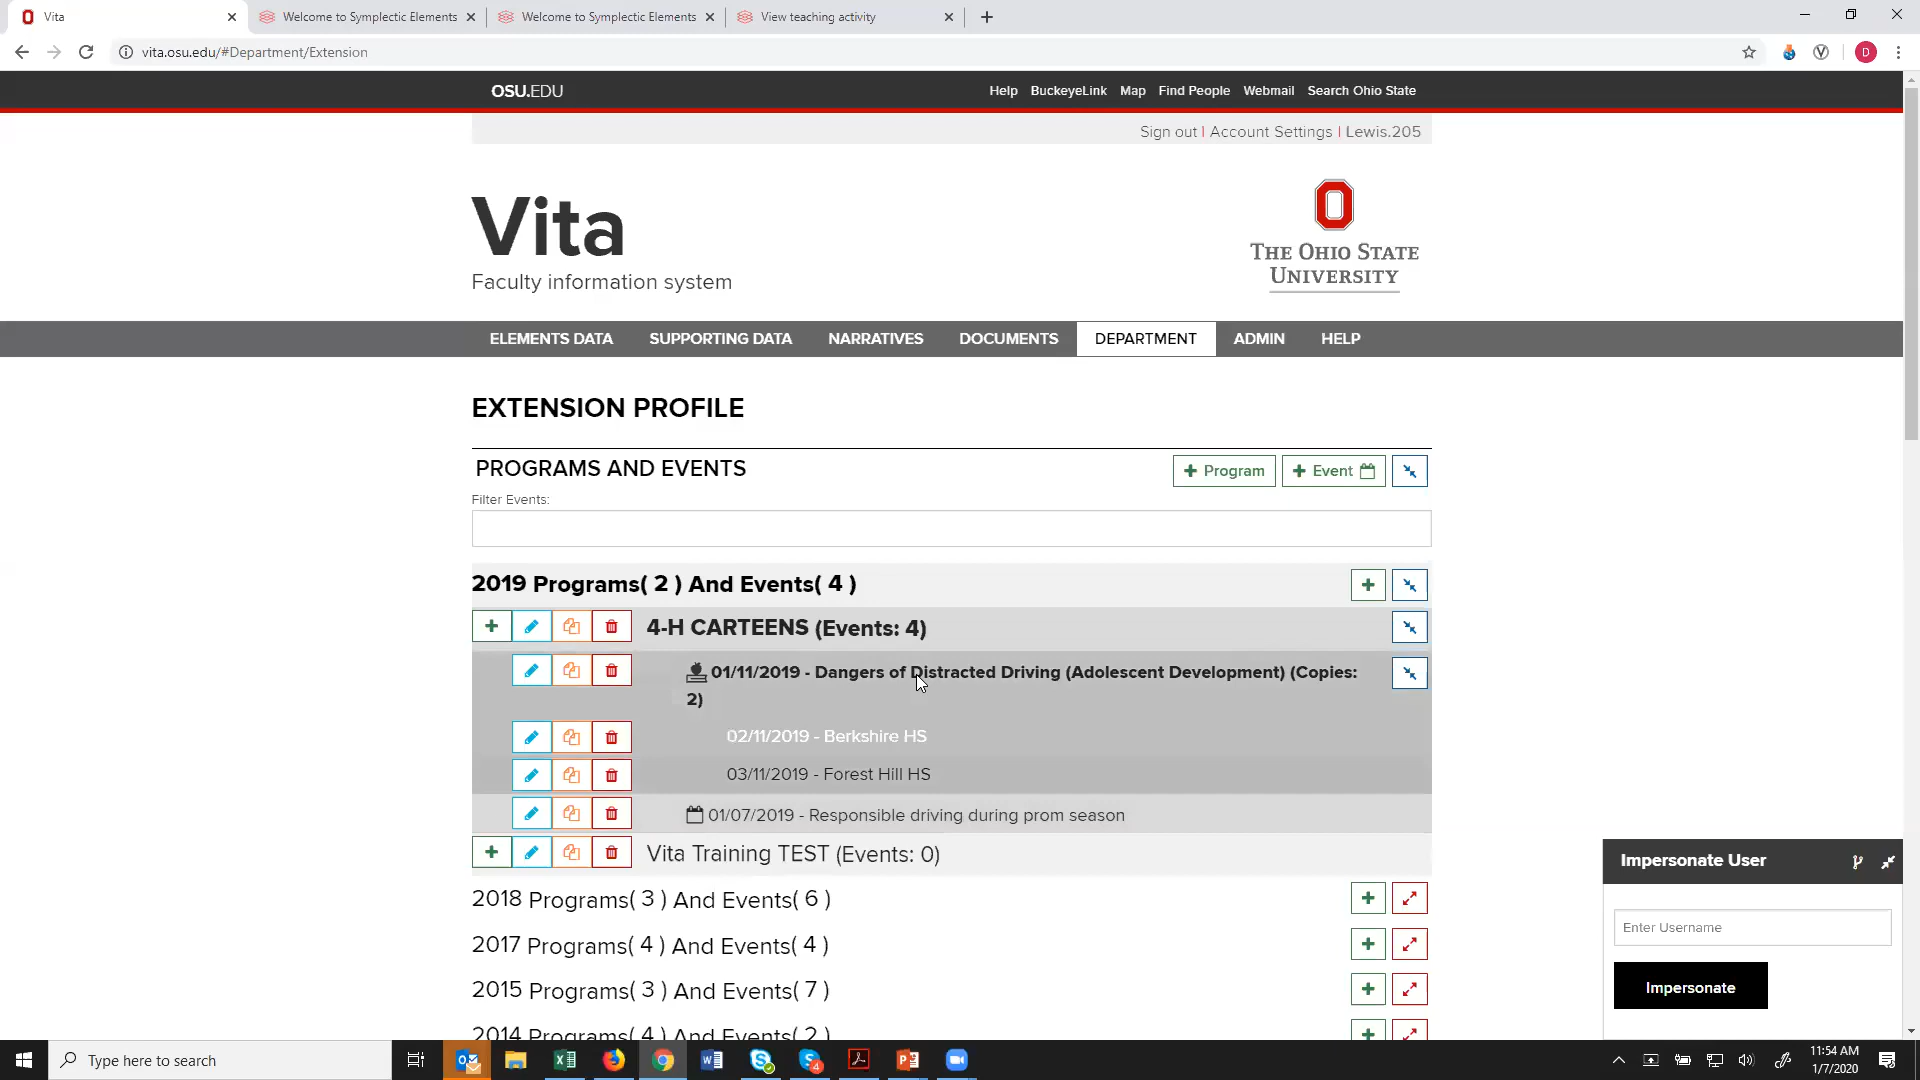 Vita
Welcome to Symplectic Elements
Welcome to Symplectic Elements
View teaching activity
vita.osu.edu/#Department/Extension
D
OSU.EDU
Help BuckeyeLink Map Find People Webmail Search Ohio State
Sign out | Account Settings | Lewis.205
Vita
Faculty information system
THE OHIO STATE
UNIVERSITY
ELEMENTS DATA SUPPORTING DATA NARRATIVES DOCUMENTS DEPARTMENT ADMIN HELP
EXTENSION PROFILE
PROGRAMS AND EVENTS
+ Program
+ Event
Filter Events:
2019 Programs( 2 ) And Events( 4 )
4-H CARTEENS (Events: 4)
01/11/2019 - Dangers of Distracted Driving (Adolescent Development) (Copies:
2)
02/11/2019 - Berkshire HS
03/11/2019 - Forest Hill HS
01/07/2019 - Responsible driving during prom season
Vita Training TEST (Events: 0)
2018 Programs( 3 ) And Events( 6 )
2017 Programs( 4 ) And Events( 4 )
2015 Programs( 3 ) And Events( 7 )
2014 Programs( 4 ) And Events( 2 )
Impersonate User
Enter Username
Impersonate
Type here to search
4
11:54 AM
1/7/2020